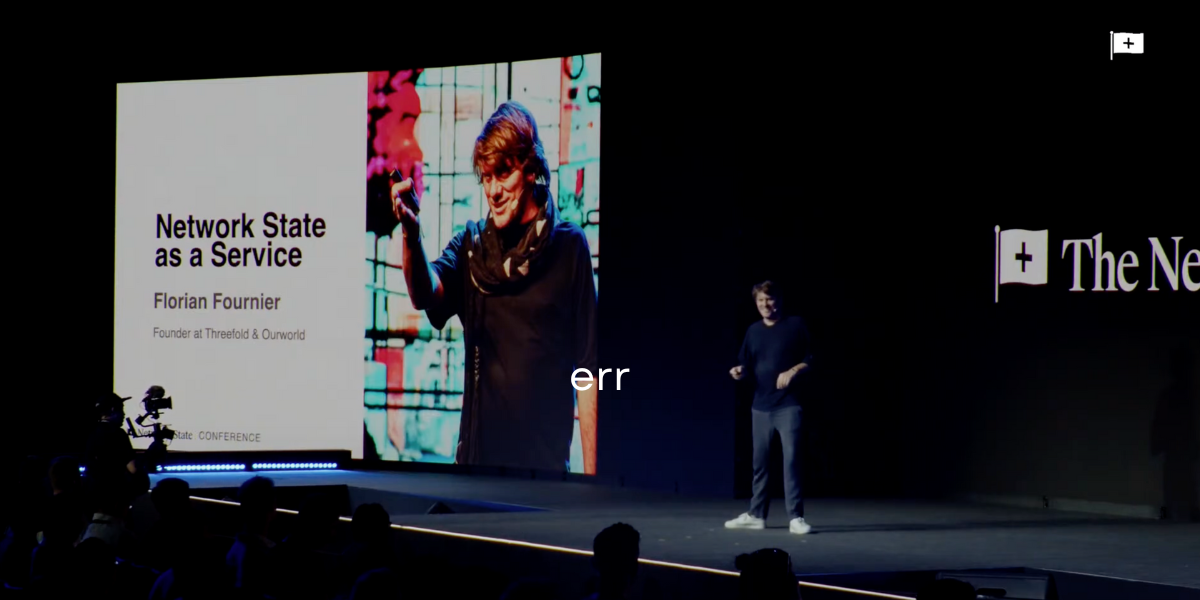 Network State
as a Service
Florian Fournier
Founder at Threefold & Ourworld
State CONFERENCE
err
The Ne